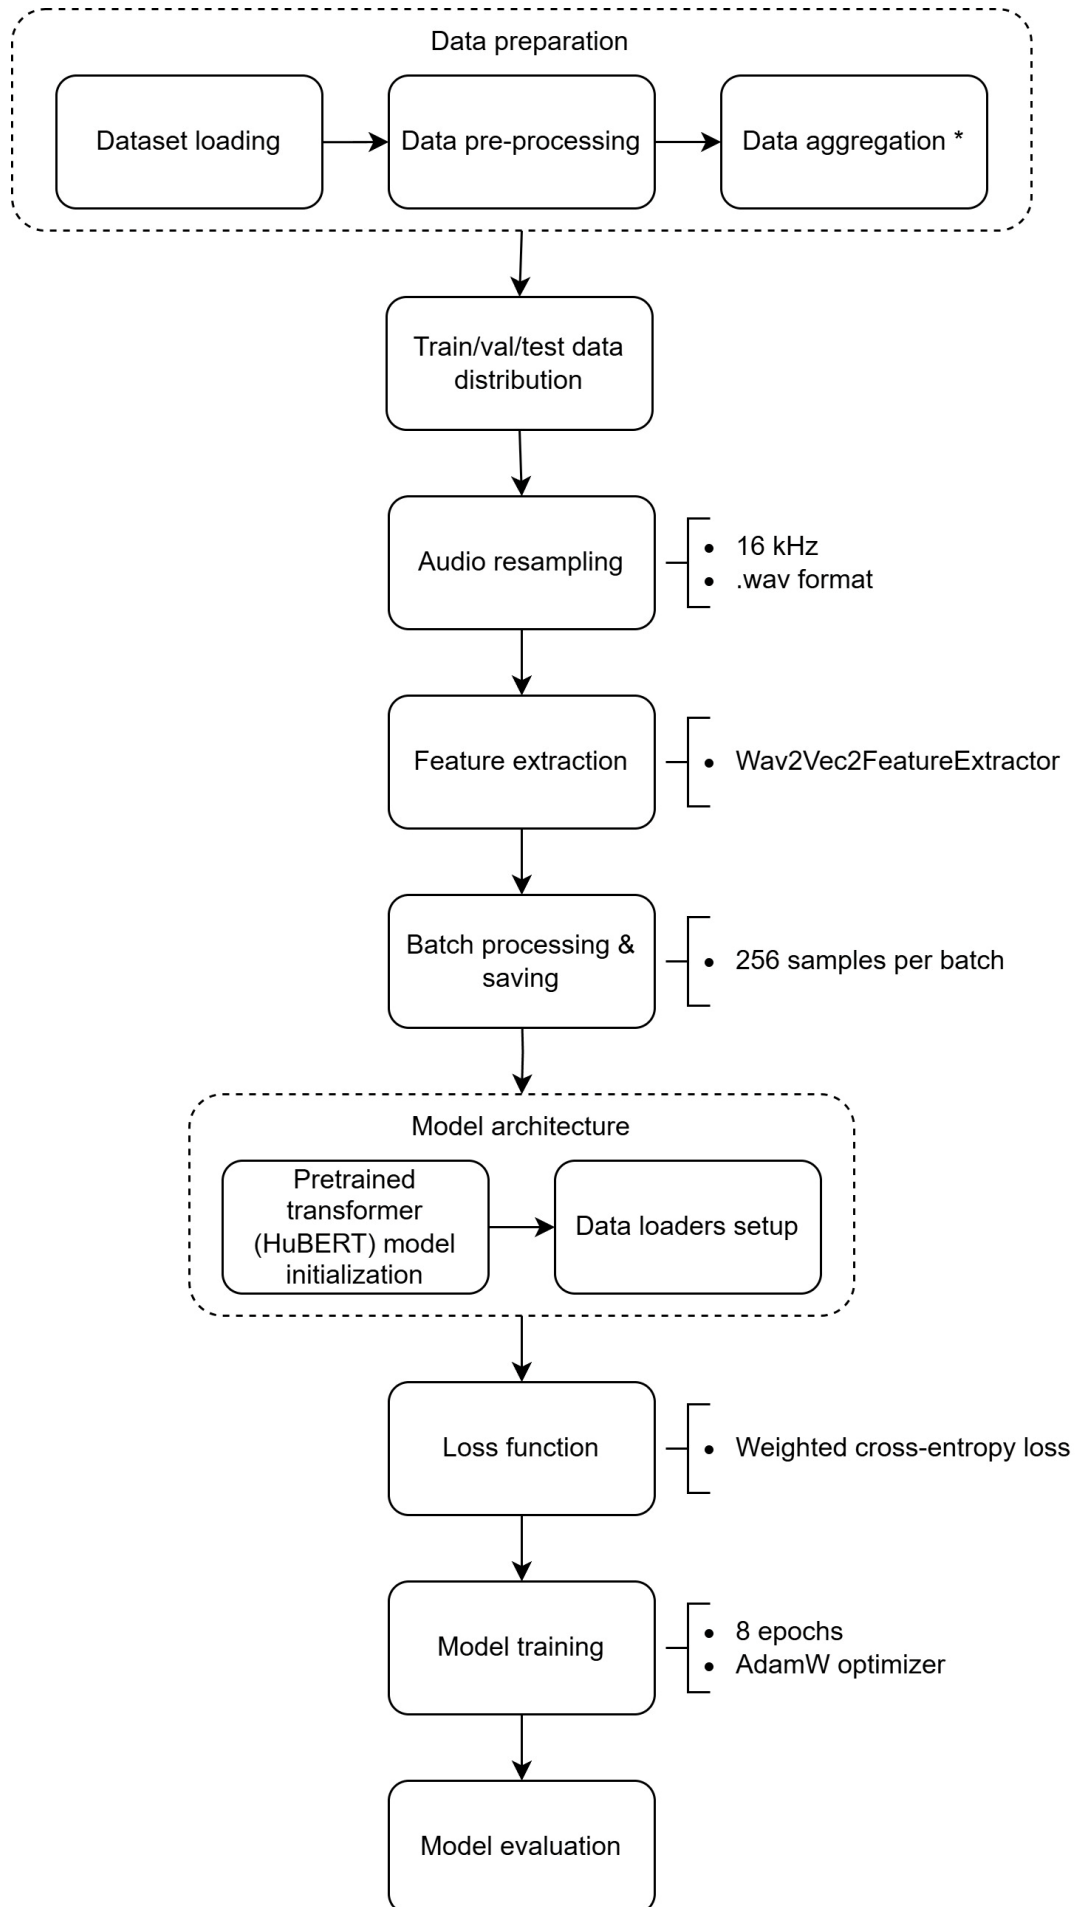 Data preparation
Dataset loading
Data pre-processing
Data aggregation *
Train/val/test data
distribution
Audio resampling
• 16 kHz
• .wav format
Feature extraction
• Wav2Vec2FeatureExtractor
Batch processing &
saving
• 256 samples per batch
Model architecture
Pretrained
transformer
(HuBERT) model
initialization
Data loaders setup
Loss function
• Weighted cross-entropy loss
Model training
• 8 epochs
• AdamW optimizer
Model evaluation